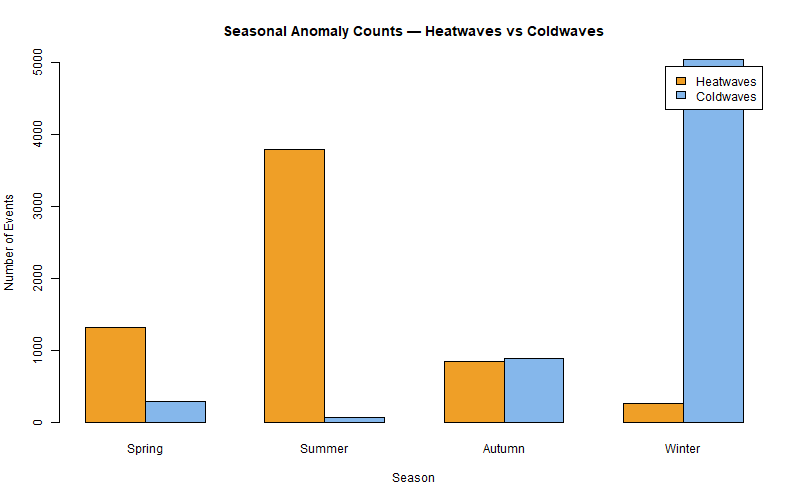 Seasonal Anomaly Counts — Heatwaves vs Coldwaves
Number of Events
5000
4000
3000
2000
1000
0
Heatwaves
Coldwaves
Spring
Summer
Autumn
Winter
Season